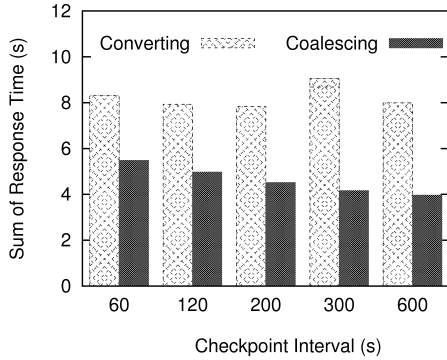 12
10
8
6
4
2
0
Sum of Response Time (s)
Converting Coalescing
60 120 200 300 600
Checkpoint Interval (s)